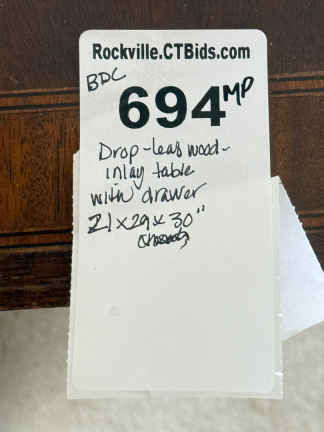 Rockville.CTBids.com
BDC
694 MP
Drop-leaf wood-
inlay table
with drawer
21x29x30"